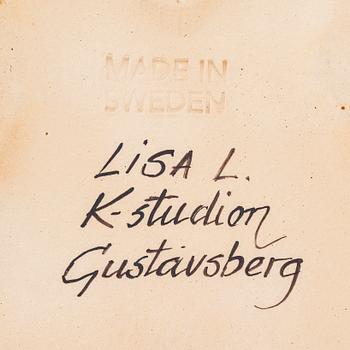 MADE IN
SWEDEN
LiSA L.
K-studion
Gustavsberg